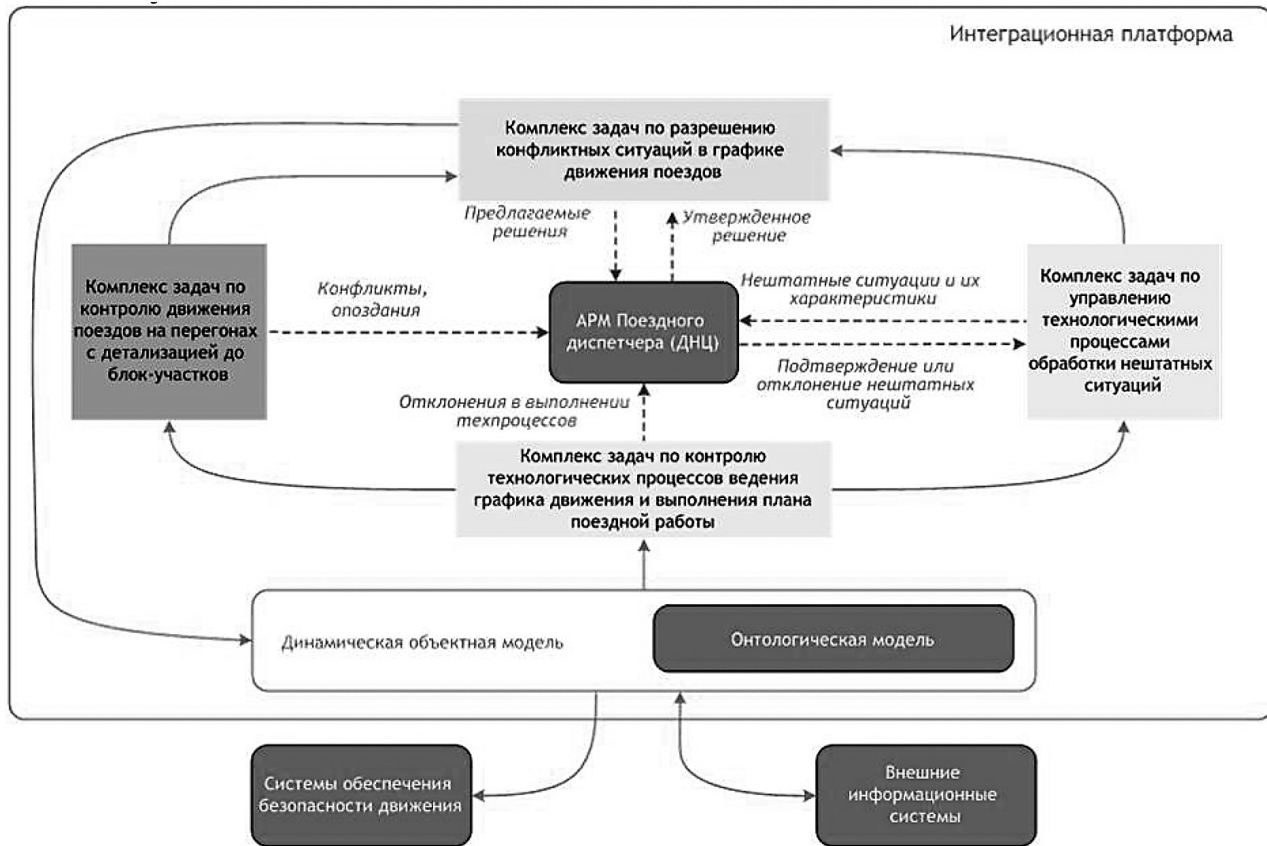 Интеграционная платформа
Комплекс задач по разрешению
конфликтных ситуаций в графике
движения поездов
Предлагаемые
решения
Утвержденное
решение
Комплекс задач по
контролю движения
поездов на перегонах
с детализацией до
блок-участков
Конфликты,
опоздания
АРМ Поездного
диспетчера (ДНЦ)
Нештатные ситуации и их
характеристики
Подтверждение или
отклонение нештатных
ситуаций
Комплекс задач по
управлению
технологическими
процессами
обработки нештатных
ситуаций
Отклонения в выполнении
техпроцессов
Комплекс задач по контролю
технологических процессов ведения
графика движения и выполнения плана
поездной работы
Динамическая объектная модель
Онтологическая модель
Системы обеспечения
безопасности движения
Внешние
информационные
системы